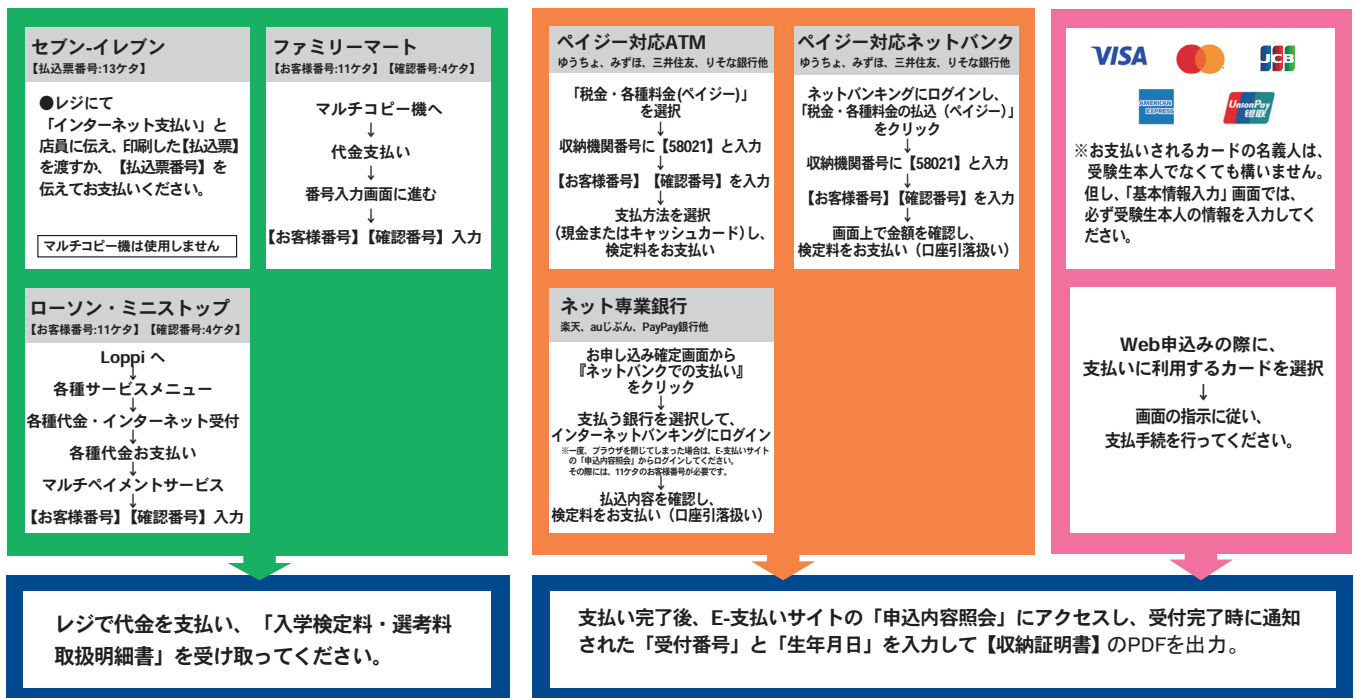 セブン-イレブン
【払込票番号:13ケタ】
●レジにて
「インターネット支払い」と
店員に伝え、印刷した【払込票】
を渡すか、【払込票番号】を
伝えてお支払いください。
マルチコピー機は使用しません
ファミリーマート
【お客様番号:11ケタ】【確認番号:4ケタ】
マルチコピー機へ
↓
代金支払い
↓
番号入力画面に進む
↓
【お客様番号】【確認番号】入力
ローソン・ミニストップ
【お客様番号:11ケタ】【確認番号:4ケタ】
Loppi へ
↓
各種サービスメニュー
↓
各種代金・インターネット受付
↓
各種代金お支払い
↓
マルチペイメントサービス
↓
【お客様番号】【確認番号】入力
レジで代金を支払い、「入学検定料・選考料
取扱明細書」を受け取ってください。
ペイジー対応ATM
ゆうちょ、みずほ、三井住友、りそな銀行他
「税金・各種料金(ペイジー)」
を選択
↓
収納機関番号に【58021】と入力
↓
【お客様番号】【確認番号】を入力
↓
支払方法を選択
(現金またはキャッシュカード)し、
検定料をお支払い
ペイジー対応ネットバンク
ゆうちょ、みずほ、三井住友、りそな銀行他
ネットバンキングにログインし、
「税金・各種料金の払込（ペイジー）」
をクリック
↓
収納機関番号に【58021】と入力
↓
【お客様番号】【確認番号】を入力
↓
画面上で金額を確認し、
検定料をお支払い（口座引落扱い）
ネット専業銀行
楽天、auじぶん、PayPay銀行他
お申し込み確定画面から
『ネットバンクでの支払い』
をクリック
↓
支払う銀行を選択して、
インターネットバンキングにログイン
※一度、ブラウザを閉じてしまった場合は、E-支払いサイト
の「申込内容照会」からログインしてください。
その際には、11ケタのお客様番号が必要です。
↓
払込内容を確認し、
検定料をお支払い（口座引落扱い）
VISA
JCB
AMERICAN
EXPRESS
UnionPay
银联
※お支払いされるカードの名義人は、
受験生本人でなくても構いません。
但し、「基本情報入力」画面では、
必ず受験生本人の情報を入力してく
ださい。
Web申込みの際に、
支払いに利用するカードを選択
↓
画面の指示に従い、
支払手続を行ってください。
支払い完了後、E-支払いサイトの「申込内容照会」にアクセスし、受付完了時に通知
された「受付番号」と「生年月日」を入力して【収納証明書】のPDFを出力。